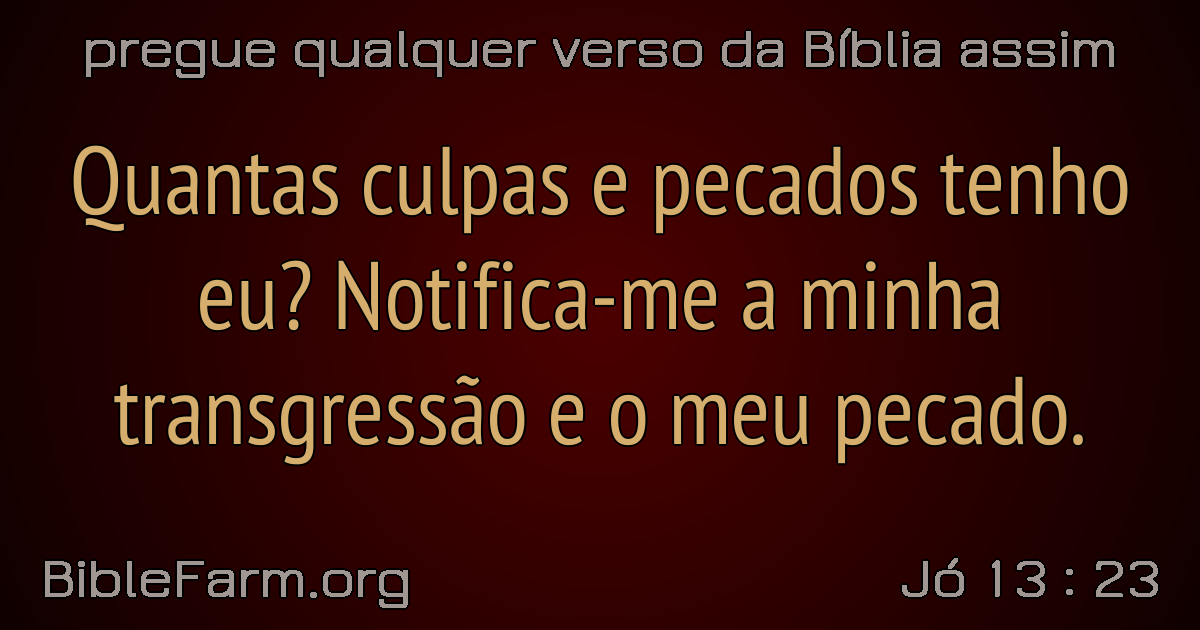 pregue qualquer verso da Bíblia assim
Quantas culpas e pecados tenho
eu? Notifica-me a minha
transgressão e o meu pecado.
BibleFarm.org
Jó 13 : 23